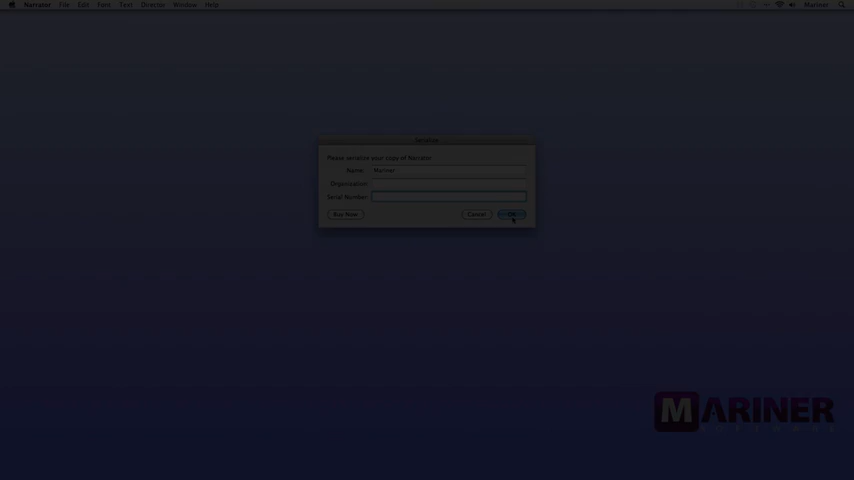 Narrator File Edit Font Text Director Window Help Mariner
Serialize
Please serialize your copy of Narrator
Name: Mariner
Organization:
Serial Number:
Buy Now Cancel OK
MARINER
SOFTWARE